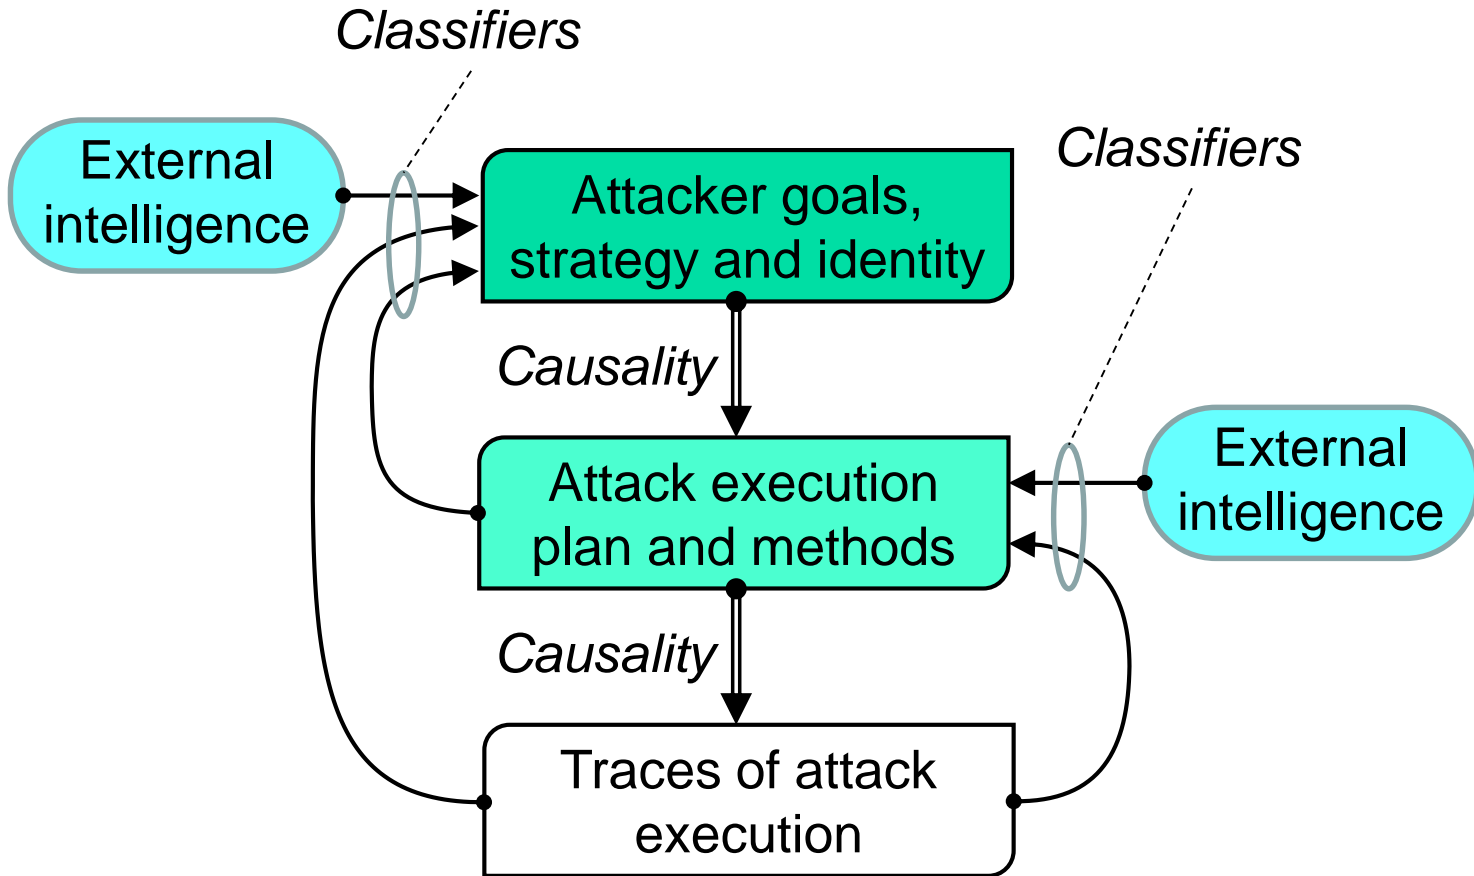 Classifiers
External
intelligence
Classifiers
Attacker goals,
strategy and identity
Causality
Attack execution
plan and methods
External
intelligence
Causality
Traces of attack
execution